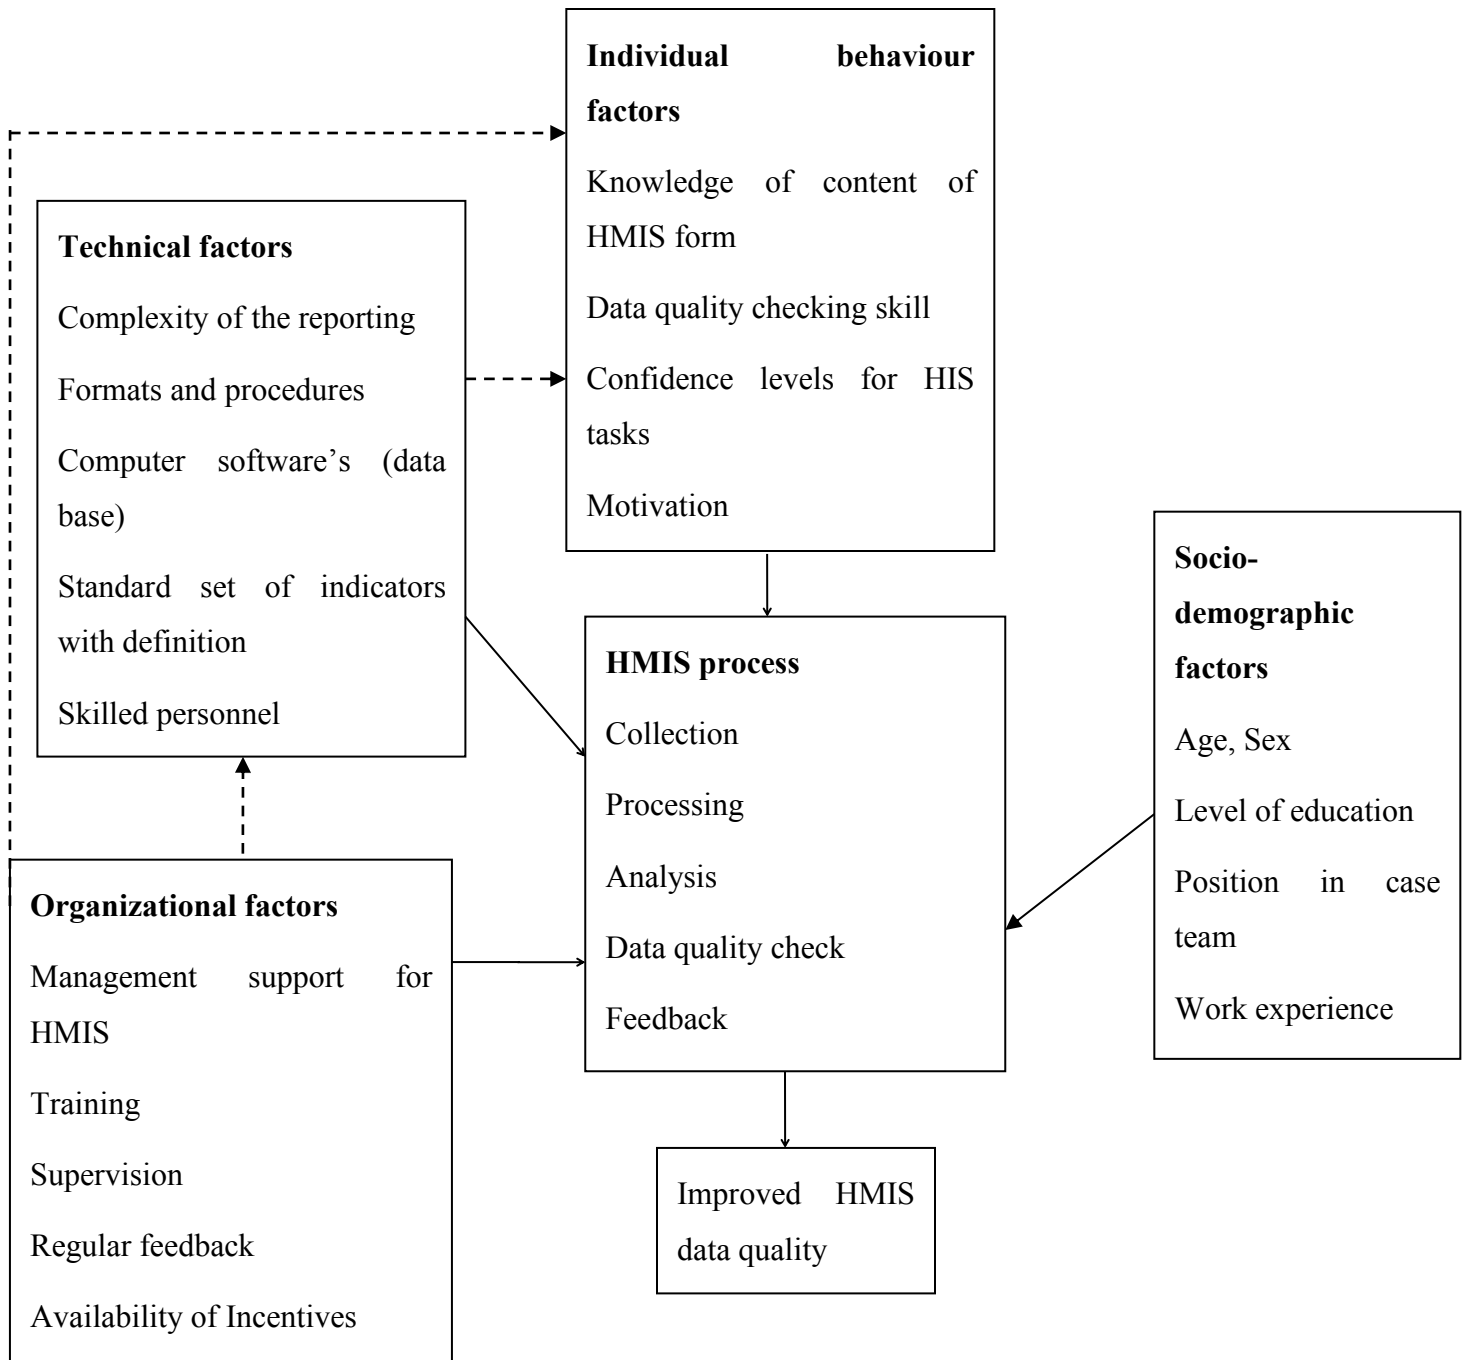 Individual behaviour
factors
Knowledge of content of
HMIS form
Data quality checking skill
Confidence levels for HIS
tasks
Motivation
Technical factors
Complexity of the reporting
Formats and procedures
Computer software’s (data
base)
Standard set of indicators
with definition
Skilled personnel
Socio-
demographic
factors
Age, Sex
Level of education
Position in case
team
Work experience
HMIS process
Collection
Processing
Analysis
Data quality check
Feedback
Organizational factors
Management support for
HMIS
Training
Supervision
Regular feedback
Availability of Incentives
Improved HMIS
data quality